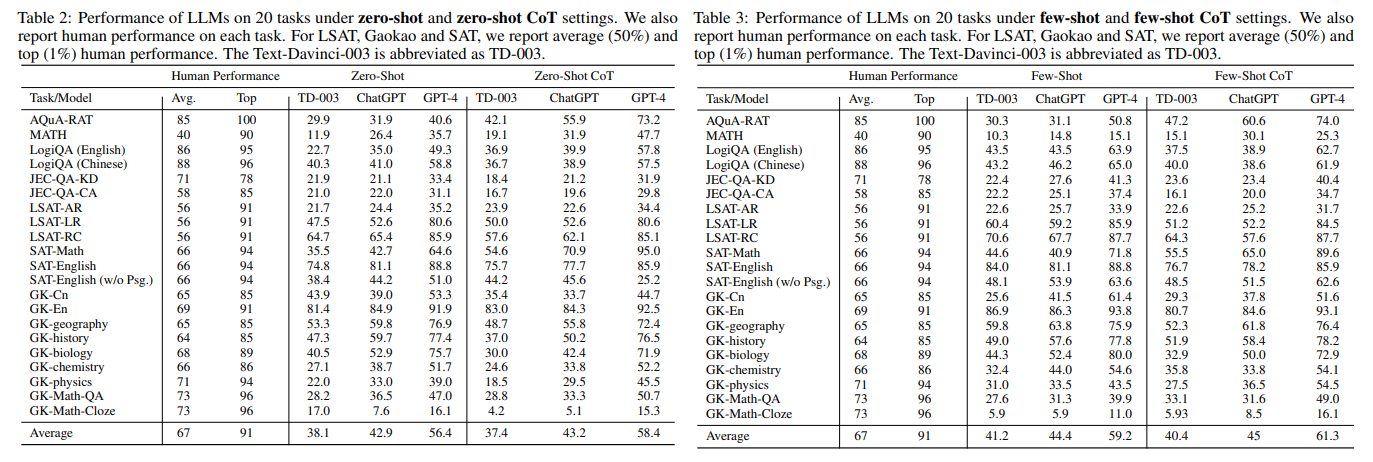 Table 2: Performance of LLMs on 20 tasks under zero-shot and zero-shot CoT settings. We also
report human performance on each task. For LSAT, Gaokao and SAT, we report average (50%) and
top (1%) human performance. The Text-Davinci-003 is abbreviated as TD-003.
Human Performance Zero-Shot Zero-Shot CoT
Task/Model Avg. Top TD-003 ChatGPT GPT-4 TD-003 ChatGPT GPT-4
AQuA-RAT 85 100 29.9 31.9 40.6 42.1 55.9 73.2
MATH 40 90 11.9 26.4 35.7 19.1 31.9 47.7
LogiQA (English) 86 95 22.7 35.0 49.3 36.9 39.9 57.8
LogiQA (Chinese) 88 96 40.3 41.0 58.8 36.7 38.9 57.5
JEC-QA-KD 71 78 21.9 21.1 33.4 18.4 21.2 31.9
JEC-QA-CA 58 85 21.0 22.0 31.1 16.7 19.6 29.8
LSAT-AR 56 91 21.7 24.4 35.2 23.9 22.6 34.4
LSAT-LR 56 91 47.5 52.6 80.6 50.0 52.6 80.6
LSAT-RC 56 91 64.7 65.4 85.9 57.6 62.1 85.1
SAT-Math 66 94 35.5 42.7 64.6 54.6 70.9 95.0
SAT-English 66 94 74.8 81.1 88.8 75.7 77.7 85.9
SAT-English (w/o Psg.) 66 94 38.4 44.2 51.0 44.2 45.6 25.2
GK-Cn 65 85 43.9 39.0 53.3 35.4 33.7 44.7
GK-En 69 91 81.4 84.9 91.9 83.0 84.3 92.5
GK-geography 65 85 53.3 59.8 76.9 48.7 55.8 72.4
GK-history 64 85 47.3 59.7 77.4 37.0 50.2 76.5
GK-biology 68 89 40.5 52.9 75.7 30.0 42.4 71.9
GK-chemistry 66 86 27.1 38.7 51.7 24.6 33.8 52.2
GK-physics 71 94 22.0 33.0 39.0 18.5 29.5 45.5
GK-Math-QA 73 96 28.2 36.5 47.0 28.8 33.3 50.7
GK-Math-Cloze 73 96 17.0 7.6 16.1 4.2 5.1 15.3
Average 67 91 38.1 42.9 56.4 37.4 43.2 58.4
Table 3: Performance of LLMs on 20 tasks under few-shot and few-shot CoT settings. We also
report human performance on each task. For LSAT, Gaokao and SAT, we report average (50%) and
top (1%) human performance. The Text-Davinci-003 is abbreviated as TD-003.
Human Performance Few-Shot Few-Shot CoT
Task/Model Avg. Top TD-003 ChatGPT GPT-4 TD-003 ChatGPT GPT-4
AQuA-RAT 85 100 30.3 31.1 50.8 47.2 60.6 74.0
MATH 40 90 10.3 14.8 15.1 15.1 30.1 25.3
LogiQA (English) 86 95 43.5 43.5 63.9 37.5 38.9 62.7
LogiQA (Chinese) 88 96 43.2 46.2 65.0 40.0 38.6 61.9
JEC-QA-KD 71 78 22.4 27.6 41.3 23.6 23.4 40.4
JEC-QA-CA 58 85 22.2 25.1 37.4 16.1 20.0 34.7
LSAT-AR 56 91 22.6 25.7 33.9 22.6 25.2 31.7
LSAT-LR 56 91 60.4 59.2 85.9 51.2 52.2 84.5
LSAT-RC 56 91 70.6 67.7 87.7 64.3 57.6 87.7
SAT-Math 66 94 44.6 40.9 71.8 55.5 65.0 89.6
SAT-English 66 94 84.0 81.1 88.8 76.7 78.2 85.9
SAT-English (w/o Psg.) 66 94 48.1 53.9 63.6 48.5 51.5 62.6
GK-Cn 65 85 25.6 41.5 61.4 29.3 37.8 51.6
GK-En 69 91 86.9 86.3 93.8 80.7 84.6 93.1
GK-geography 65 85 59.8 63.8 75.9 52.3 61.8 76.4
GK-history 64 85 49.0 57.6 77.8 51.9 58.4 78.2
GK-biology 68 89 44.3 52.4 80.0 32.9 50.0 72.9
GK-chemistry 66 86 32.4 44.0 54.6 35.8 33.8 54.1
GK-physics 71 94 31.0 33.5 43.5 27.5 36.5 54.5
GK-Math-QA 73 96 27.6 31.3 39.9 33.1 31.6 49.0
GK-Math-Cloze 73 96 5.9 5.9 11.0 5.93 8.5 16.1
Average 67 91 41.2 44.4 59.2 40.4 45 61.3